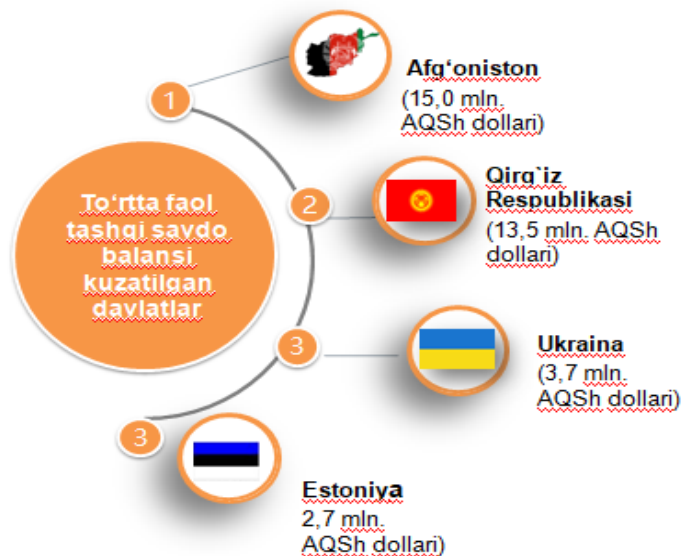 To‘rtta faol
tashqi savdo
balansi
kuzatilgan
davlatlar
1
Afg‘oniston
(15,0 mln.
AQSh dollari)
2
Qirg`iz
Respublikasi
(13,5 mln. AQSh
dollari)
3
Ukraina
(3,7 mln.
AQSh dollari)
3
Estoniya
2,7 mln.
AQSh dollari)